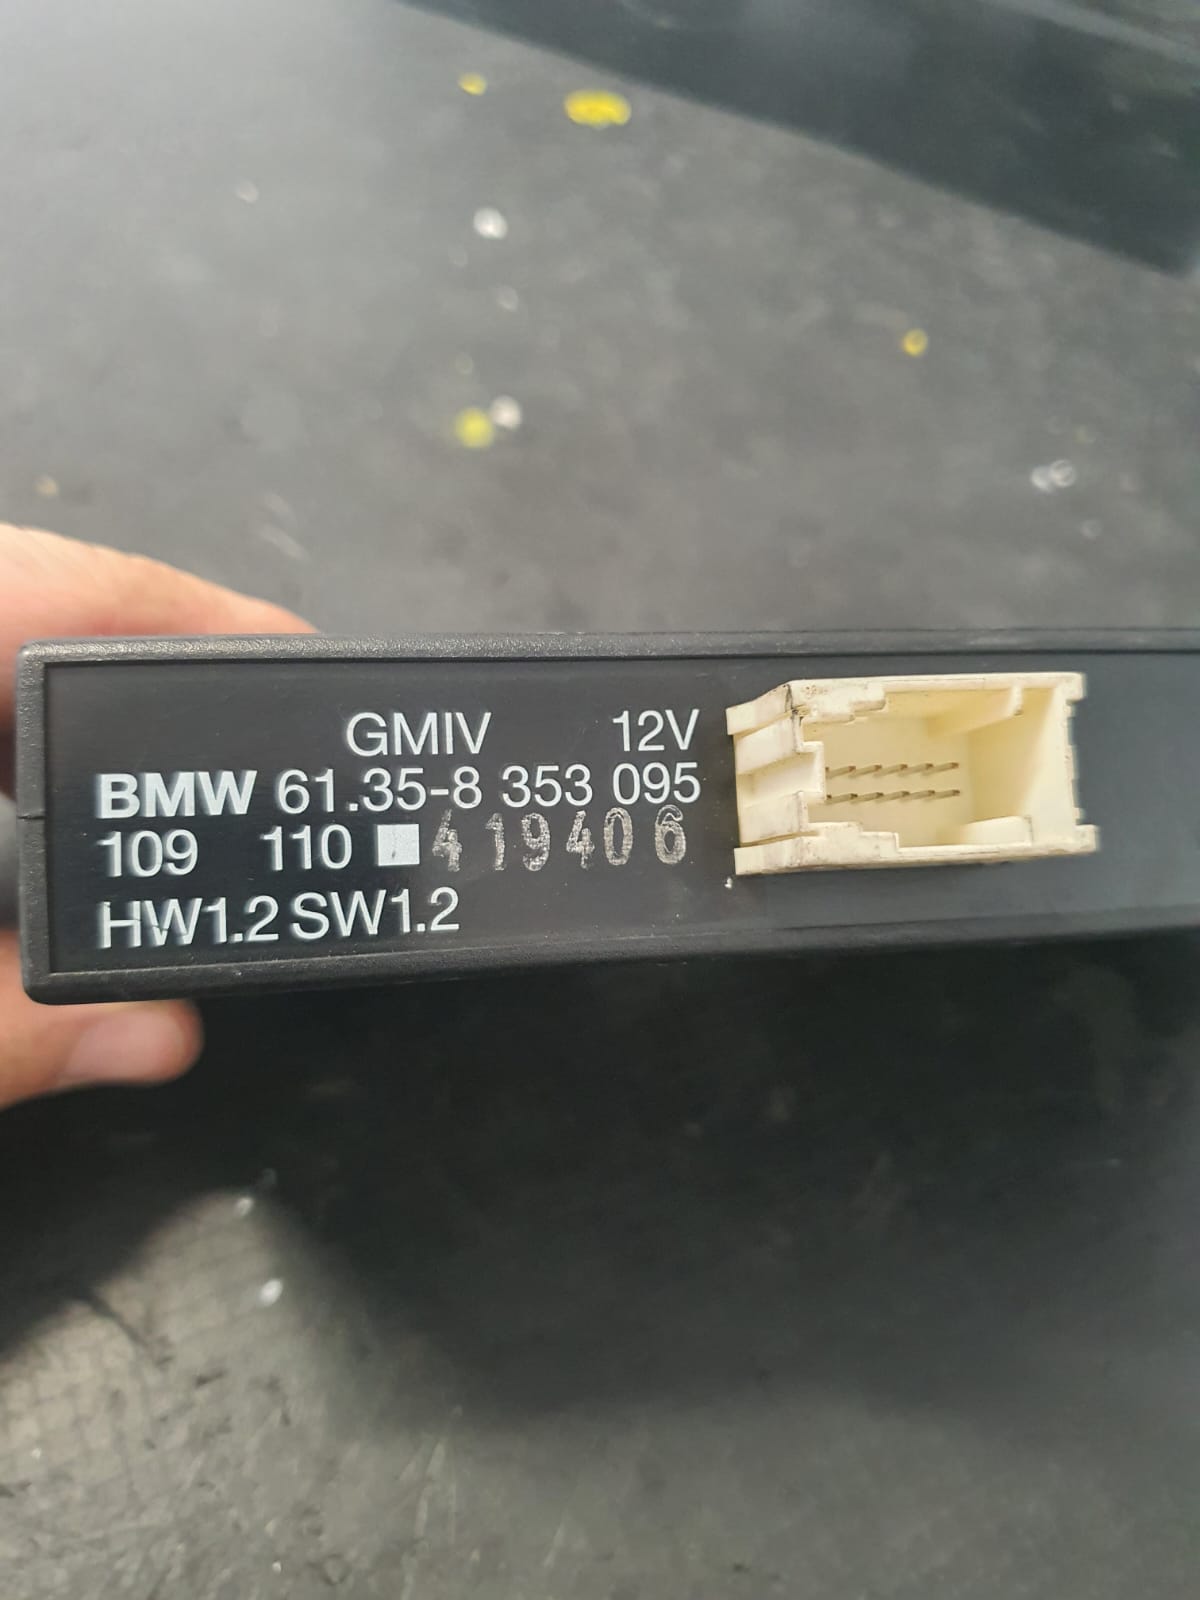 GMIV 12V
BMW 61.35-8 353 095
109 110 419406
HW1.2 SW1.2